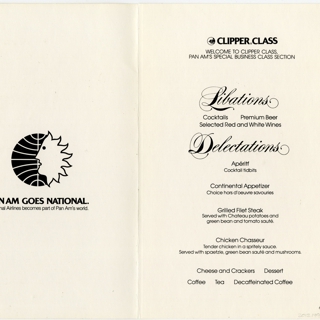 N AM GOES NATIONAL.
nal Airlines becomes part of Pan Am's world.
CLIPPER CLASS
WELCOME TO CLIPPER CLASS,
PAN AM'S SPECIAL BUSINESS CLASS SECTION
Libations
Cocktails Premium Beer
Selected Red and White Wines
Delectations
Apéritif
Cocktail tidbits
Continental Appetizer
Choice hors d'oeuvre savouries
Grilled Filet Steak
Served with Chateau potatoes and
green bean and tomato sauté.
Chicken Chasseur
Tender chicken in a spritely sauce.
Served with spaetzle, green bean sauté and mushrooms.
Cheese and Crackers Dessert
Coffee Tea Decaffeinated Coffee